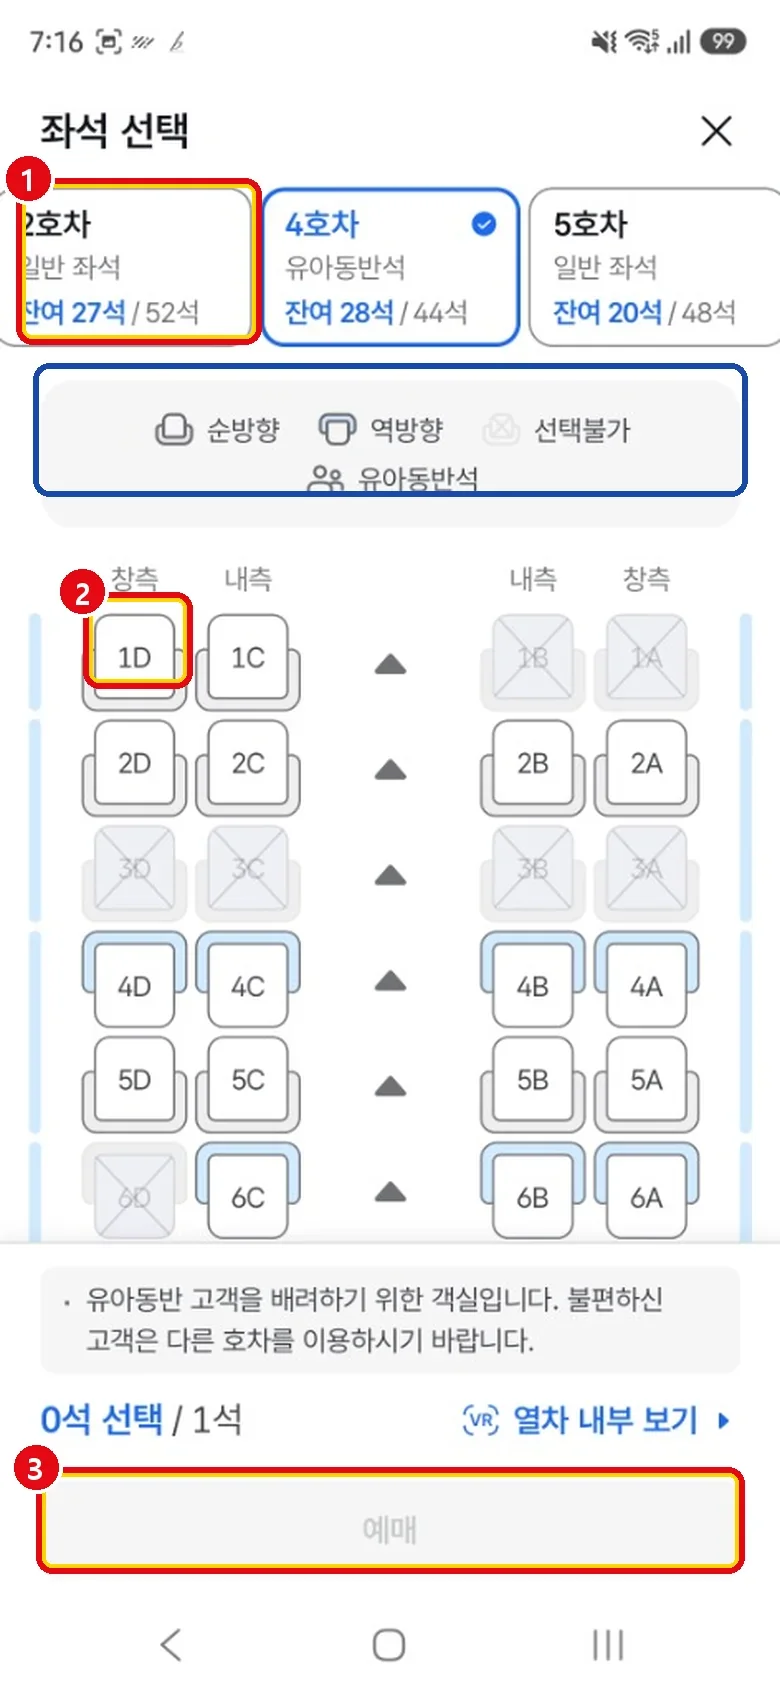 7:16 99
좌석 선택
1
2호차 4호차 5호차
일반 좌석 유아동반석 일반 좌석
잔여 27석 / 52석 잔여 28석 / 44석 잔여 20석 / 48석
순방향 역방향 선택불가
유아동반석
2
창측 내측 내측 창측
1D 1C 1B 1A
2D 2C 2B 2A
3D 3C 3B 3A
4D 4C 4B 4A
5D 5C 5B 5A
6D 6C 6B 6A
· 유아동반 고객을 배려하기 위한 객실입니다. 불편하신
고객은 다른 호차를 이용하시기 바랍니다.
0석 선택 / 1석 VR 열차 내부 보기
3
예매